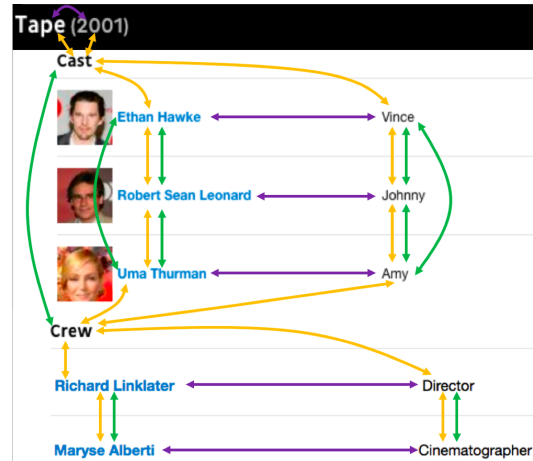 Tape (2001)
Cast
Ethan Hawke Vince
Robert Sean Leonard Johnny
Uma Thurman Amy
Crew
Richard Linklater Director
Maryse Alberti Cinematographer